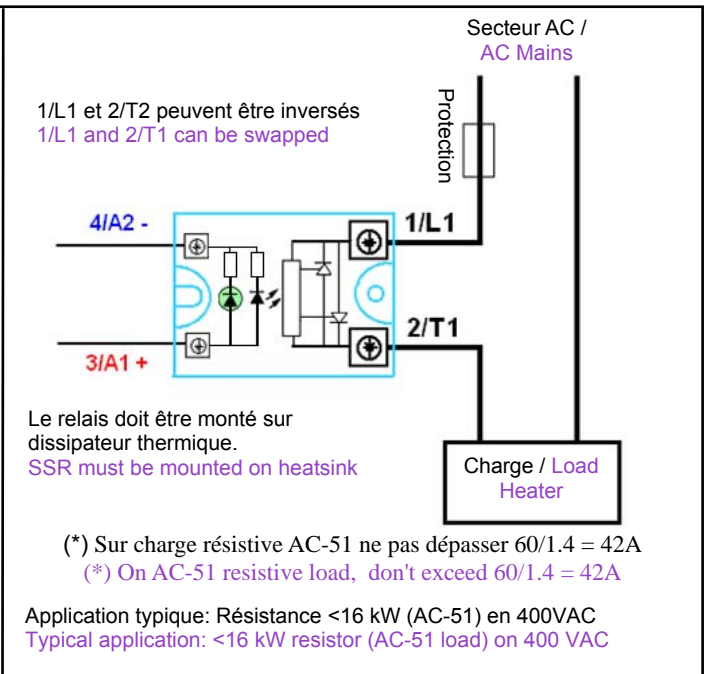 Secteur AC /
AC Mains
1/L1 et 2/T2 peuvent être inversés
1/L1 and 2/T1 can be swapped
Protection
4/A2 -
1/L1
3/A1 +
2/T1
Le relais doit être monté sur
dissipateur thermique.
SSR must be mounted on heatsink
Charge / Load
Heater
(*) Sur charge résistive AC-51 ne pas dépasser 60/1.4 = 42A
(*) On AC-51 resistive load, don't exceed 60/1.4 = 42A
Application typique: Résistance <16 kW (AC-51) en 400VAC
Typical application: <16 kW resistor (AC-51 load) on 400 VAC